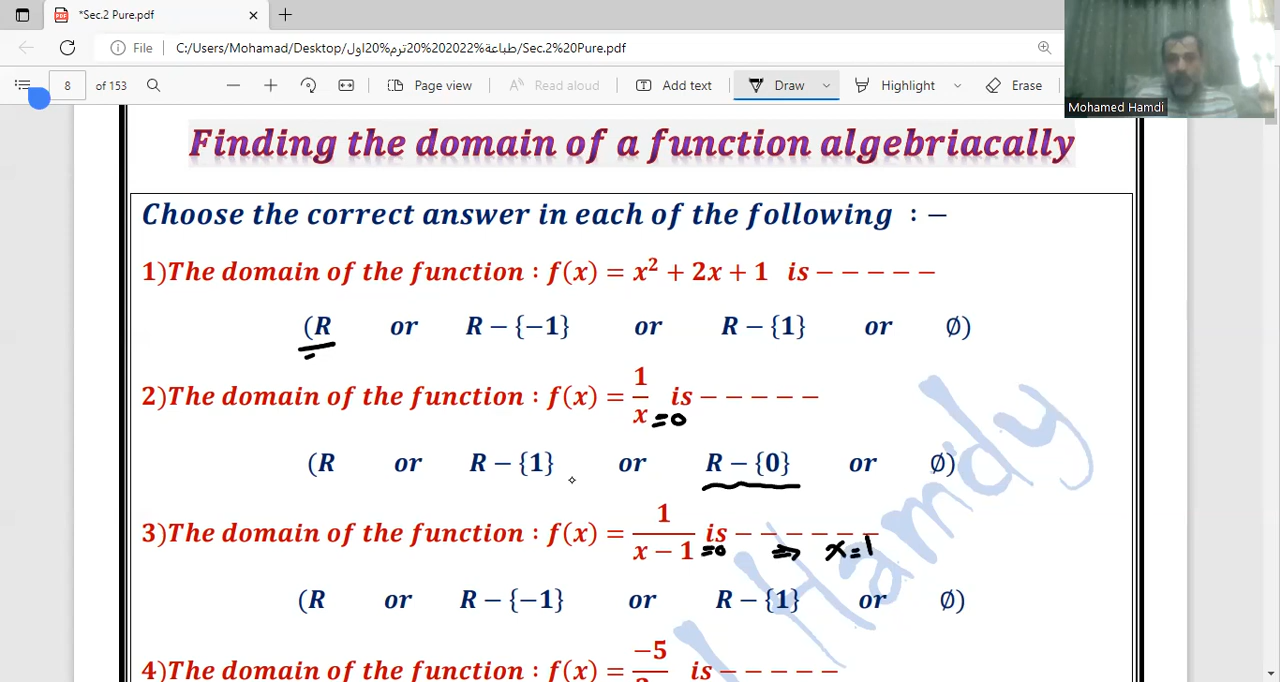 *Sec.2 Pure.pdf
File C:/Users/Mohamad/Desktop/طباعة%202022%20ترم%20اول/Sec.2%20Pure.pdf
8 of 153 Page view Read aloud Add text Draw Highlight Erase
Mohamed Hamdi
Finding the domain of a function algebriacally
Choose the correct answer in each of the following : −
1)The domain of the function : f(x) = x² + 2x + 1 is − − − − −
(R or R − {−1} or R − {1} or ∅)
2)The domain of the function : f(x) = 1/x is − − − − −
=0
(R or R − {1} or R − {0} or ∅)
3)The domain of the function : f(x) = 1/(x − 1) is − − − − − −
=0 ⇒ x=1
(R or R − {−1} or R − {1} or ∅)
4)The domain of the function : f(x) = −5 is − − − − −
Hamdy